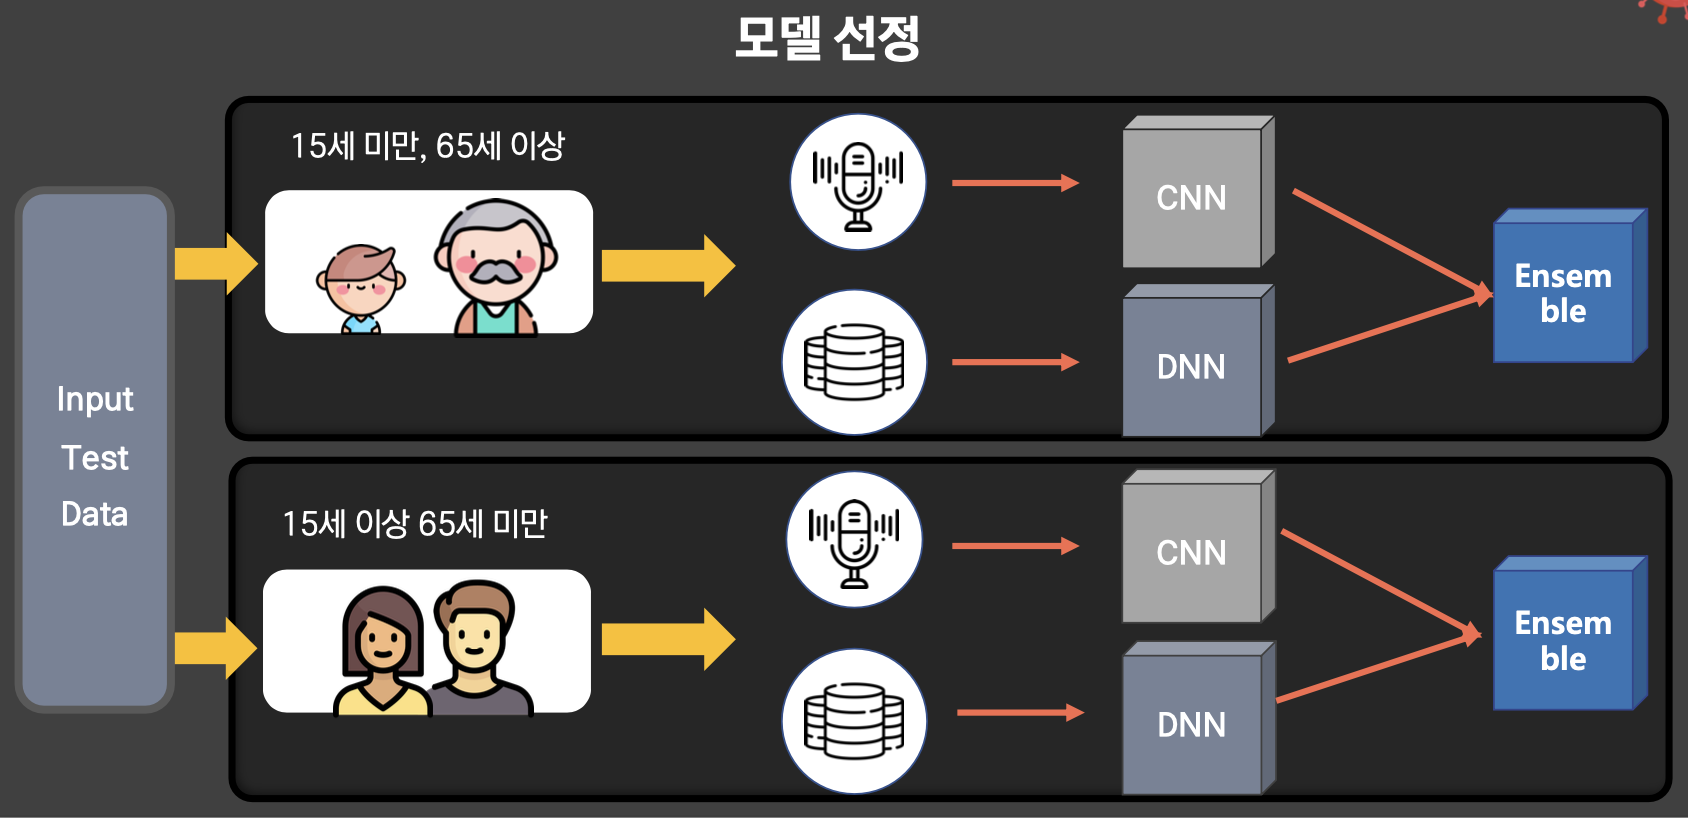 모델 선정
Input
Test
Data
15세 미만, 65세 이상
CNN
DNN
Ensem
ble
15세 이상 65세 미만
CNN
DNN
Ensem
ble